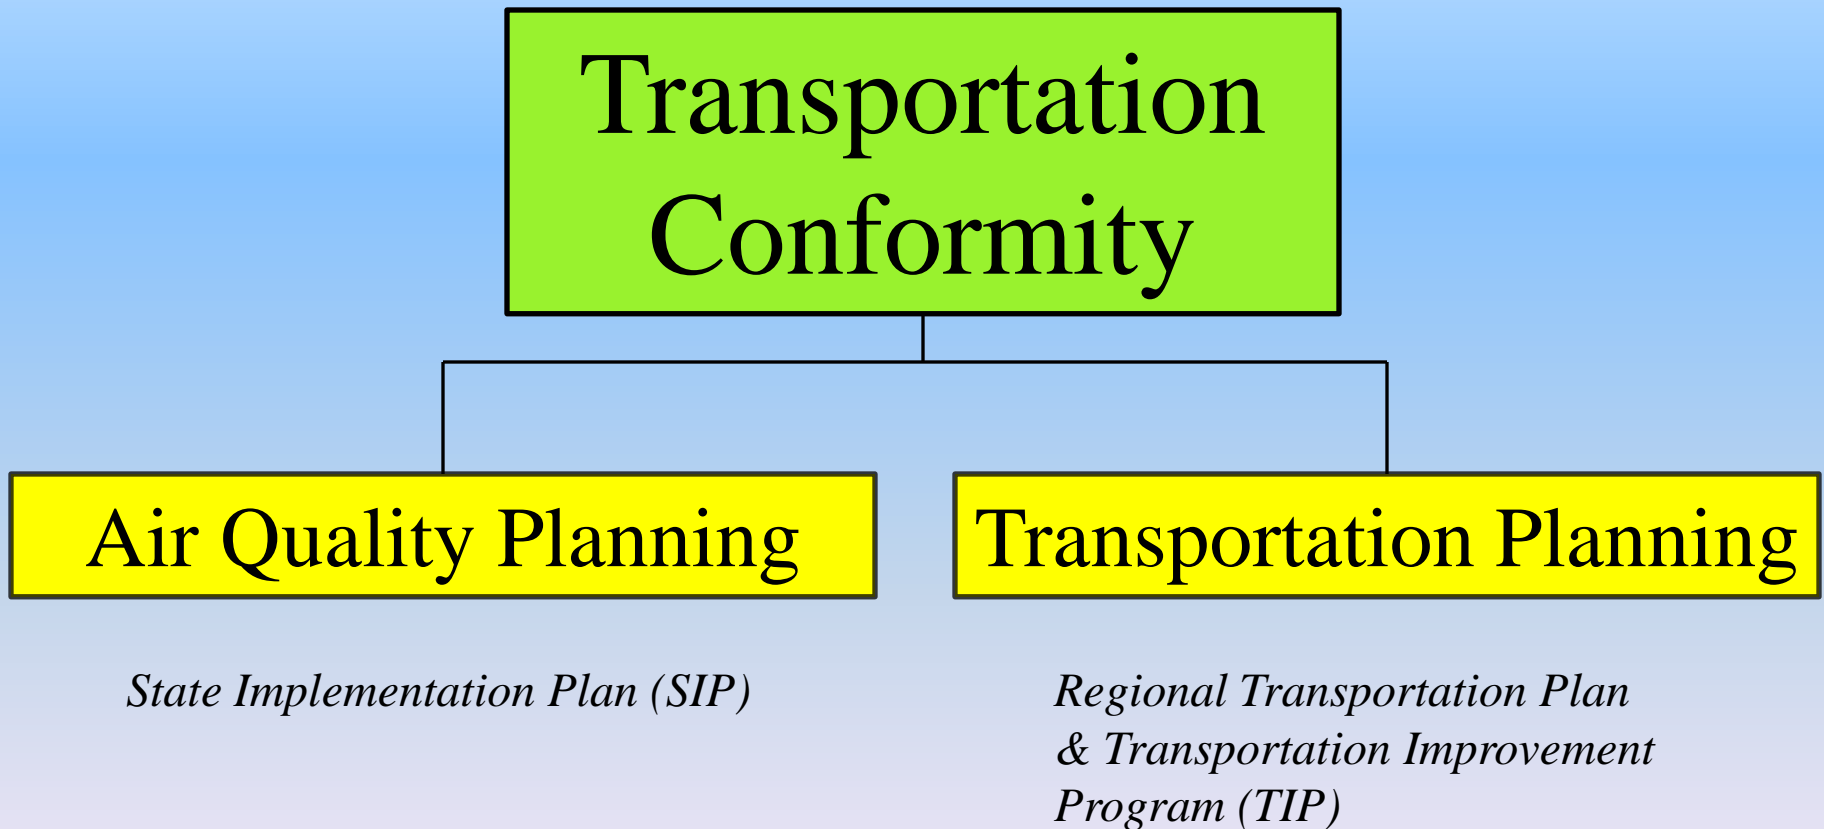 Transportation
Conformity
Air Quality Planning
Transportation Planning
State Implementation Plan (SIP)
Regional Transportation Plan
& Transportation Improvement
Program (TIP)